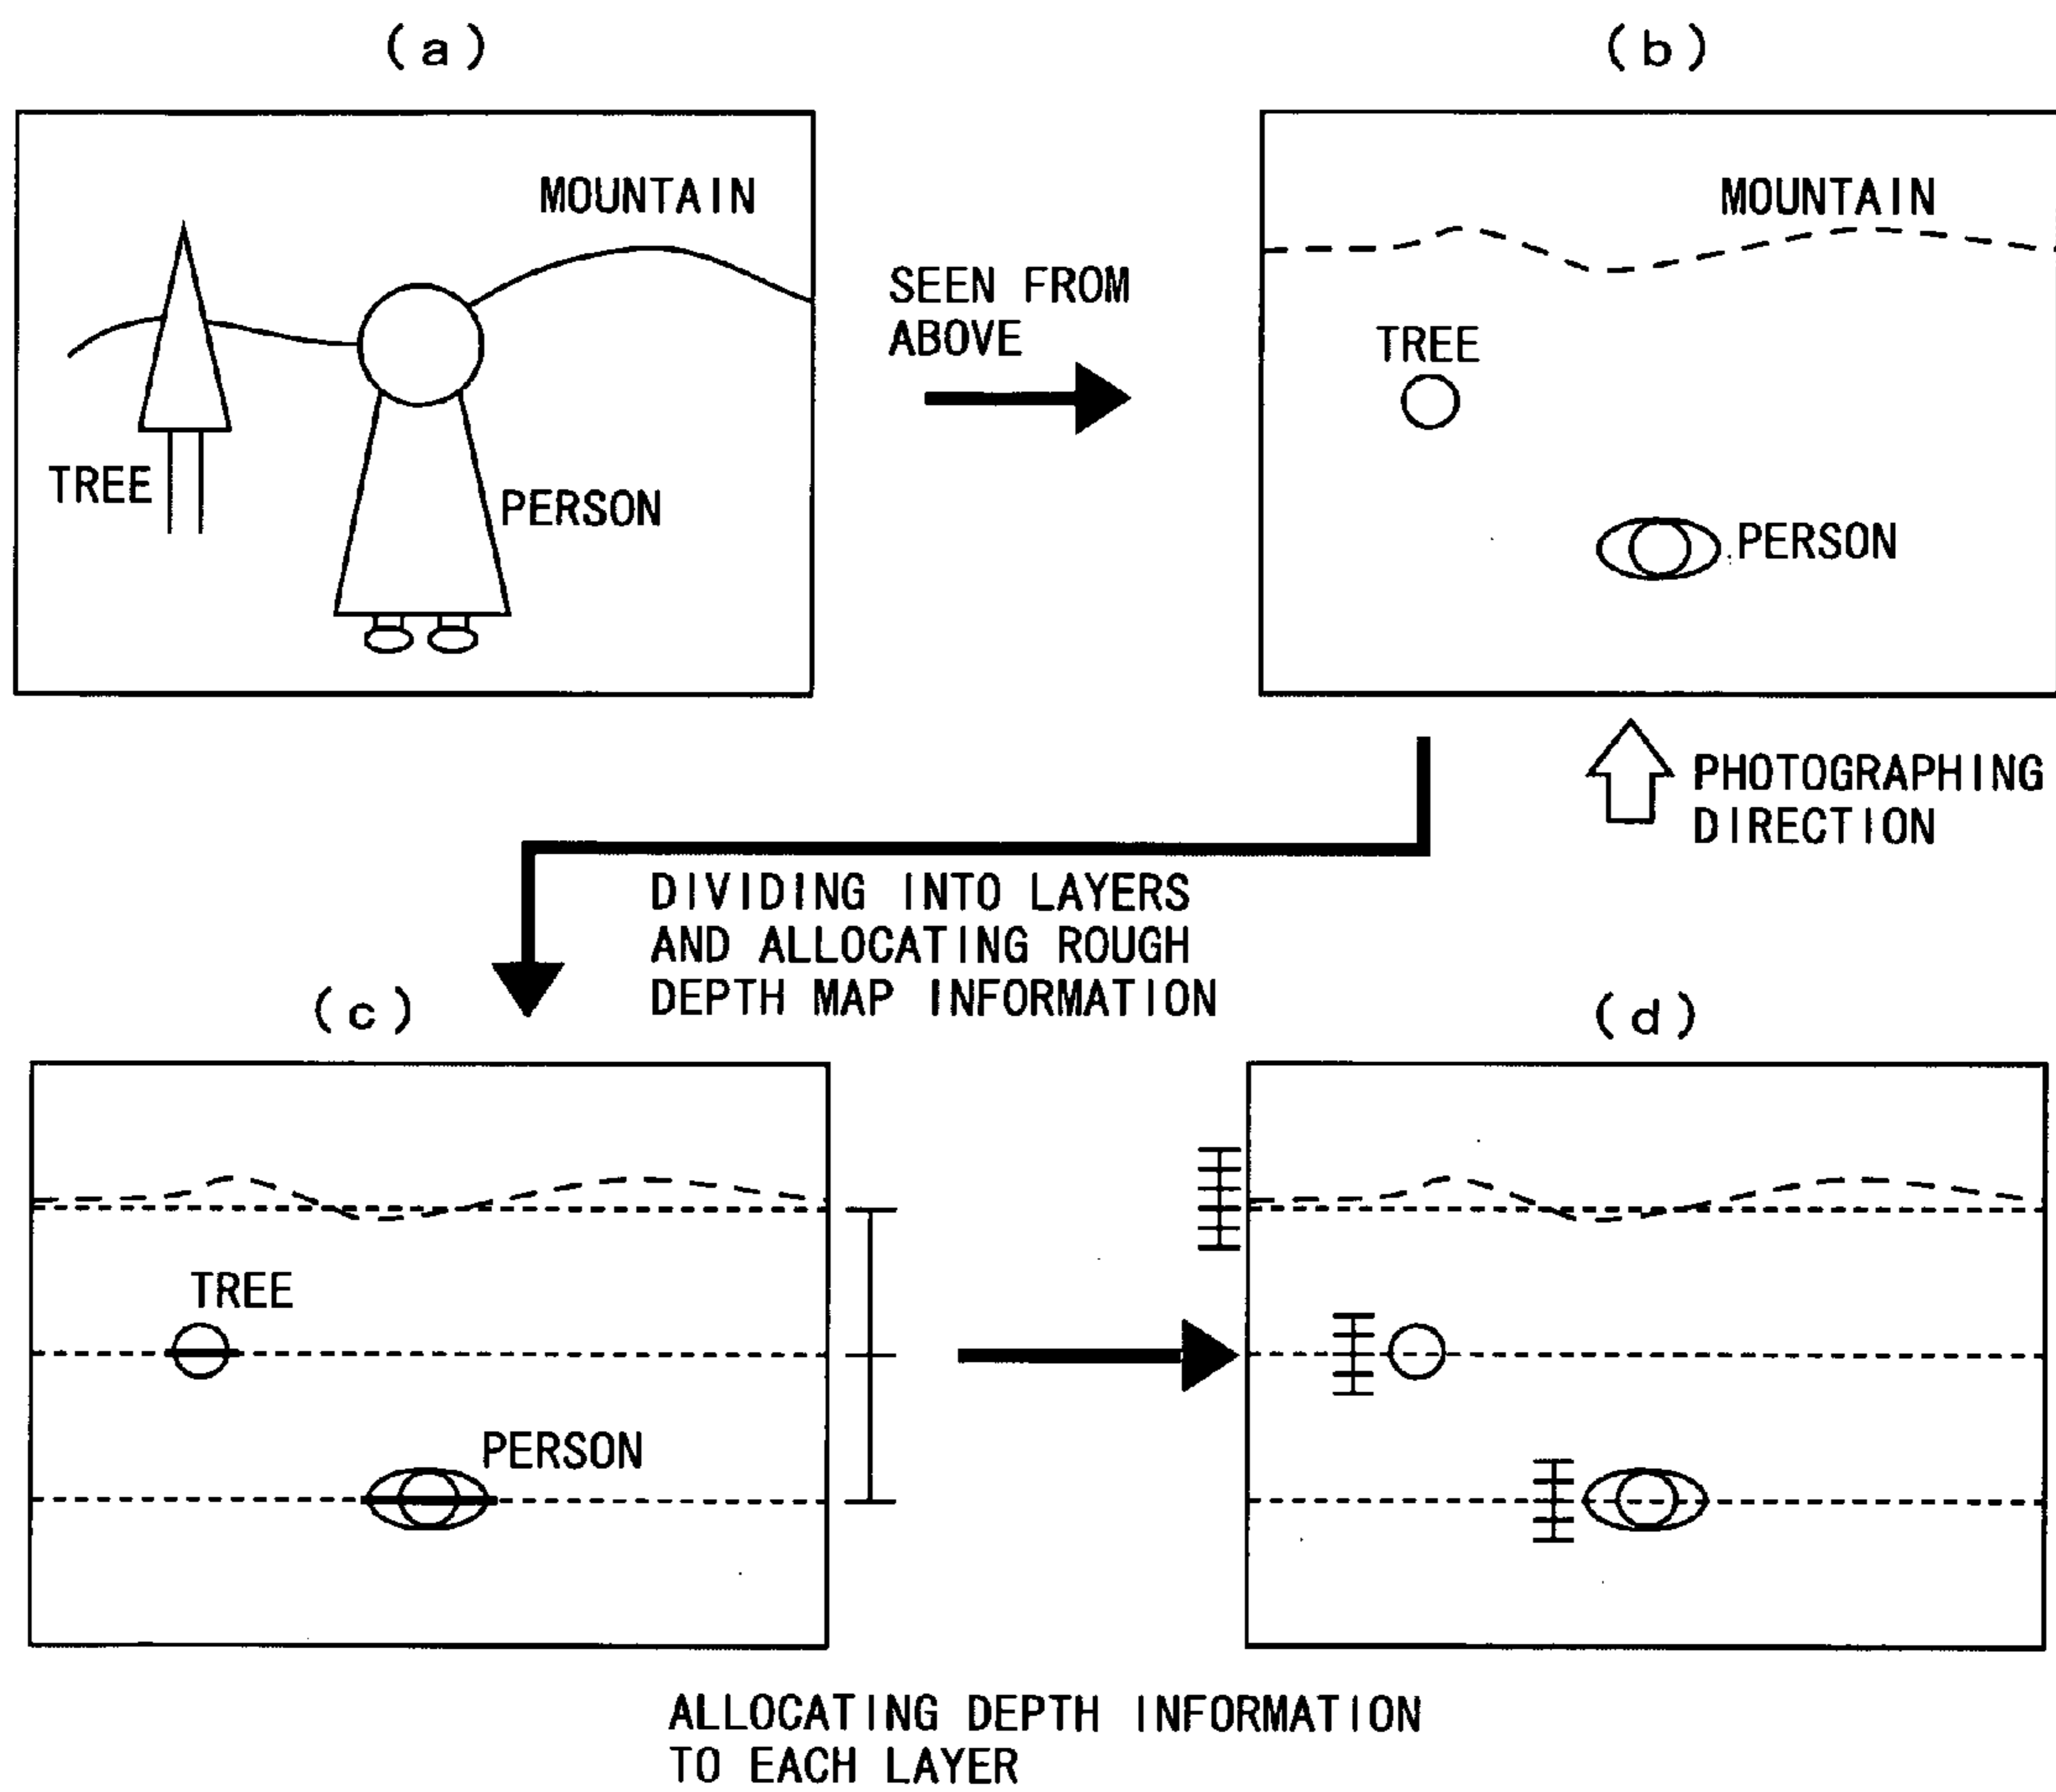 (a)
(b)
MOUNTAIN
TREE
PERSON
SEEN FROM
ABOVE
MOUNTAIN
TREE
PERSON
PHOTOGRAPHING
DIRECTION
DIVIDING INTO LAYERS
AND ALLOCATING ROUGH
DEPTH MAP INFORMATION
(c)
(d)
TREE
PERSON
ALLOCATING DEPTH INFORMATION
TO EACH LAYER